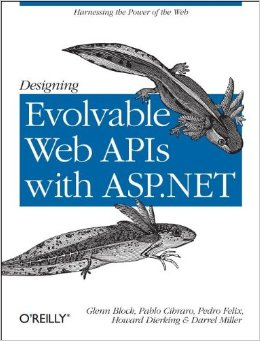 Harnessing the Power of the Web
Designing
Evolvable
Web APIs
with ASP.NET
O'REILLY®
Glenn Block, Pablo Cibraro, Pedro Felix,
Howard Dierking & Darrel Miller